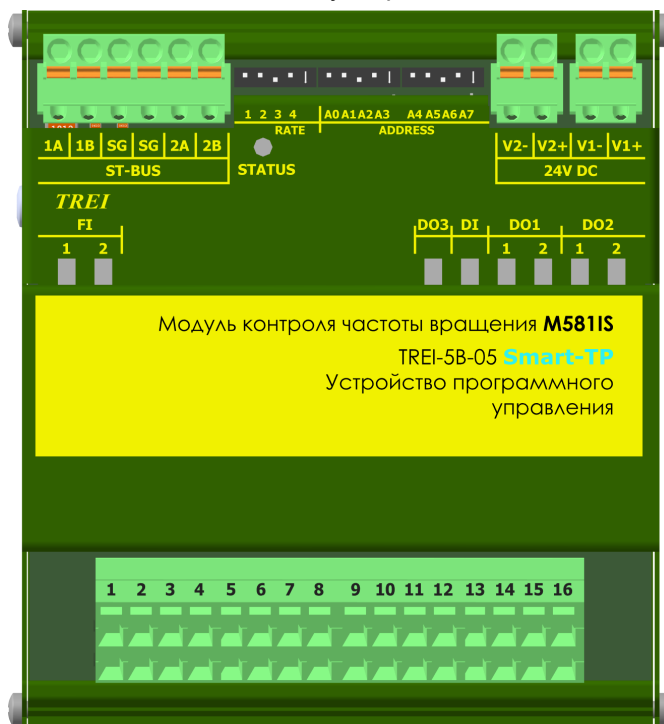 1 2 3 4 A0 A1 A2 A3 A4 A5 A6 A7
RATE ADDRESS
1A 1B SG SG 2A 2B
ST-BUS
STATUS
V2- V2+ V1- V1+
24V DC
TREI
FI
1 2
DO3 DI DO1 DO2
1 2 1 2
Модуль контроля частоты вращения M581IS
TREI-5B-05 Smart-TP
Устройство программного
управления
1 2 3 4 5 6 7 8 9 10 11 12 13 14 15 16